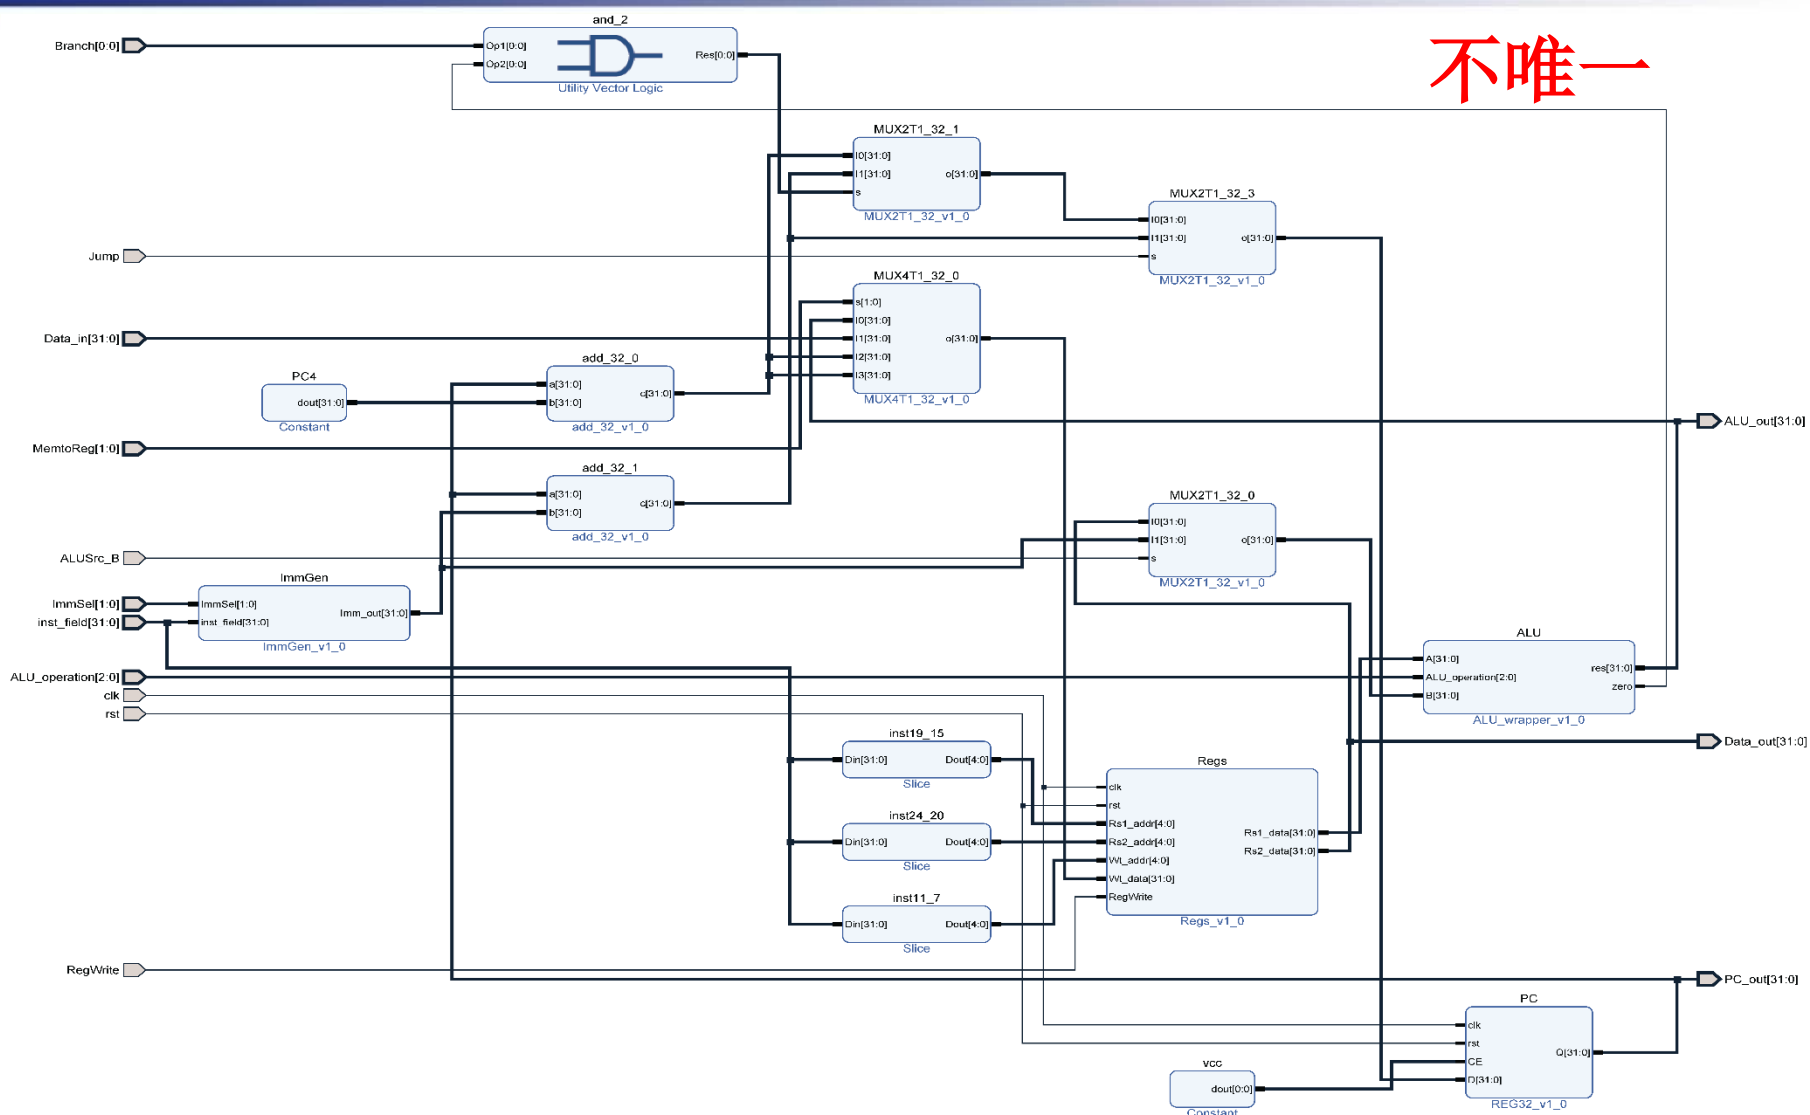 不唯一
and_2
Branch[0:0]
Op1[0:0]
Op2[0:0]
Res[0:0]
Utility Vector Logic
MUX2T1_32_1
I0[31:0]
I1[31:0]
s
o[31:0]
MUX2T1_32_v1_0
MUX2T1_32_3
I0[31:0]
I1[31:0]
s
o[31:0]
MUX2T1_32_v1_0
Jump
MUX4T1_32_0
s[1:0]
I0[31:0]
I1[31:0]
I2[31:0]
I3[31:0]
o[31:0]
MUX4T1_32_v1_0
Data_in[31:0]
add_32_0
a[31:0]
b[31:0]
c[31:0]
add_32_v1_0
PC4
dout[31:0]
Constant
ALU_out[31:0]
MemtoReg[1:0]
add_32_1
a[31:0]
b[31:0]
c[31:0]
add_32_v1_0
MUX2T1_32_0
I0[31:0]
I1[31:0]
s
o[31:0]
MUX2T1_32_v1_0
ALUSrc_B
ImmGen
ImmSel[1:0]
inst_field[31:0]
ImmSel[1:0]
inst_field[31:0]
Imm_out[31:0]
ImmGen_v1_0
ALU
A[31:0]
ALU_operation[2:0]
B[31:0]
res[31:0]
zero
ALU_wrapper_v1_0
ALU_operation[2:0]
clk
rst
inst19_15
Din[31:0]
Dout[4:0]
Slice
Data_out[31:0]
inst24_20
Din[31:0]
Dout[4:0]
Slice
Regs
clk
rst
Rs1_addr[4:0]
Rs2_addr[4:0]
Wt_addr[4:0]
Wt_data[31:0]
RegWrite
Rs1_data[31:0]
Rs2_data[31:0]
Regs_v1_0
inst11_7
Din[31:0]
Dout[4:0]
Slice
RegWrite
PC_out[31:0]
PC
clk
rst
CE
D[31:0]
Q[31:0]
REG32_v1_0
vcc
dout[0:0]
Constant